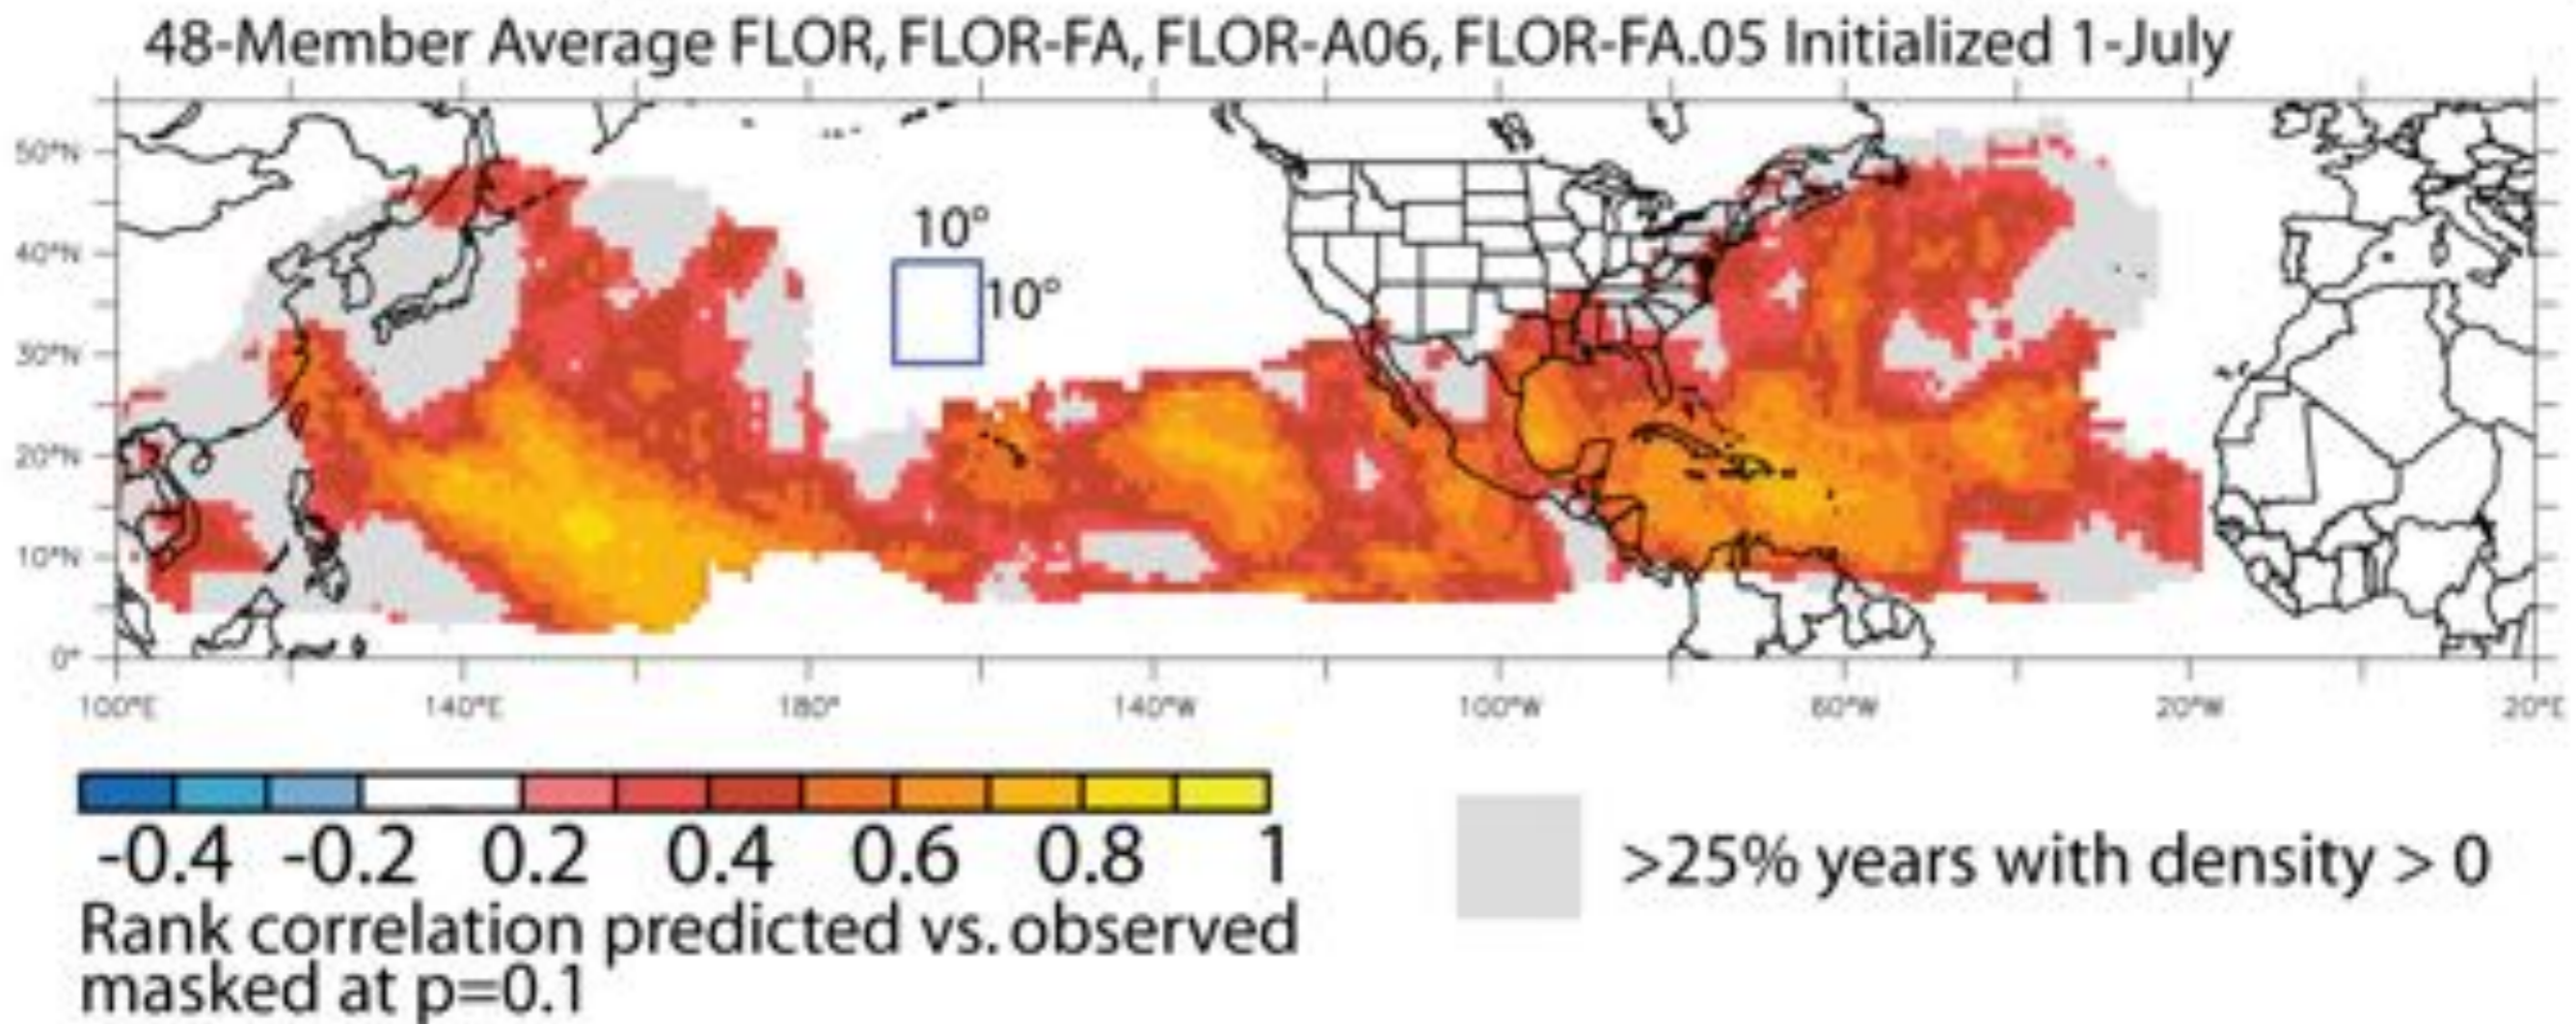 48-Member Average FLOR, FLOR-FA, FLOR-A06, FLOR-FA.05 Initialized 1-July
50°N
40°N
30°N
20°N
10°N
0°
10°
10°
100°E 140°E 180° 140°W 100°W 60°W 20°W 20°E
-0.4 -0.2 0.2 0.4 0.6 0.8 1
Rank correlation predicted vs. observed
masked at p=0.1
>25% years with density > 0